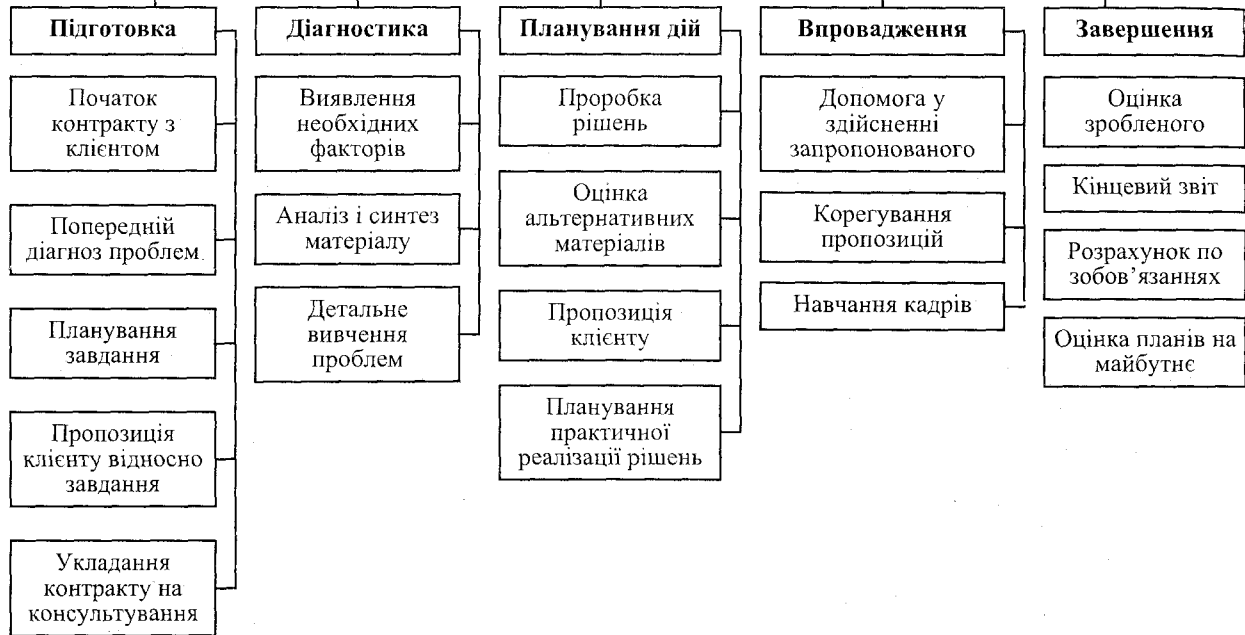 Підготовка
Початок
контракту з
клієнтом
Попередній
діагноз проблем
Планування
завдання
Пропозиція
клієнту відносно
завдання
Укладання
контракту на
консультування
Діагностика
Виявлення
необхідних
факторів
Аналіз і синтез
матеріалу
Детальне
вивчення
проблем
Планування дій
Проробка
рішень
Оцінка
альтернативних
матеріалів
Пропозиція
клієнту
Планування
практичної
реалізації рішень
Впровадження
Допомога у
здійсненні
запропонованого
Корегування
пропозицій
Навчання кадрів
Завершення
Оцінка
зробленого
Кінцевий звіт
Розрахунок по
зобов’язаннях
Оцінка планів на
майбутнє